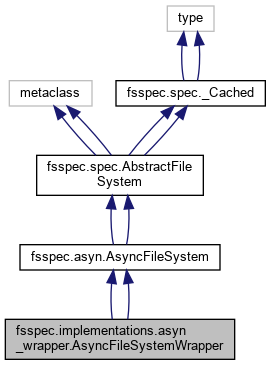 type
metaclass
fsspec.spec._Cached
fsspec.spec.AbstractFile
System
fsspec.asyn.AsyncFileSystem
fsspec.implementations.asyn
_wrapper.AsyncFileSystemWrapper